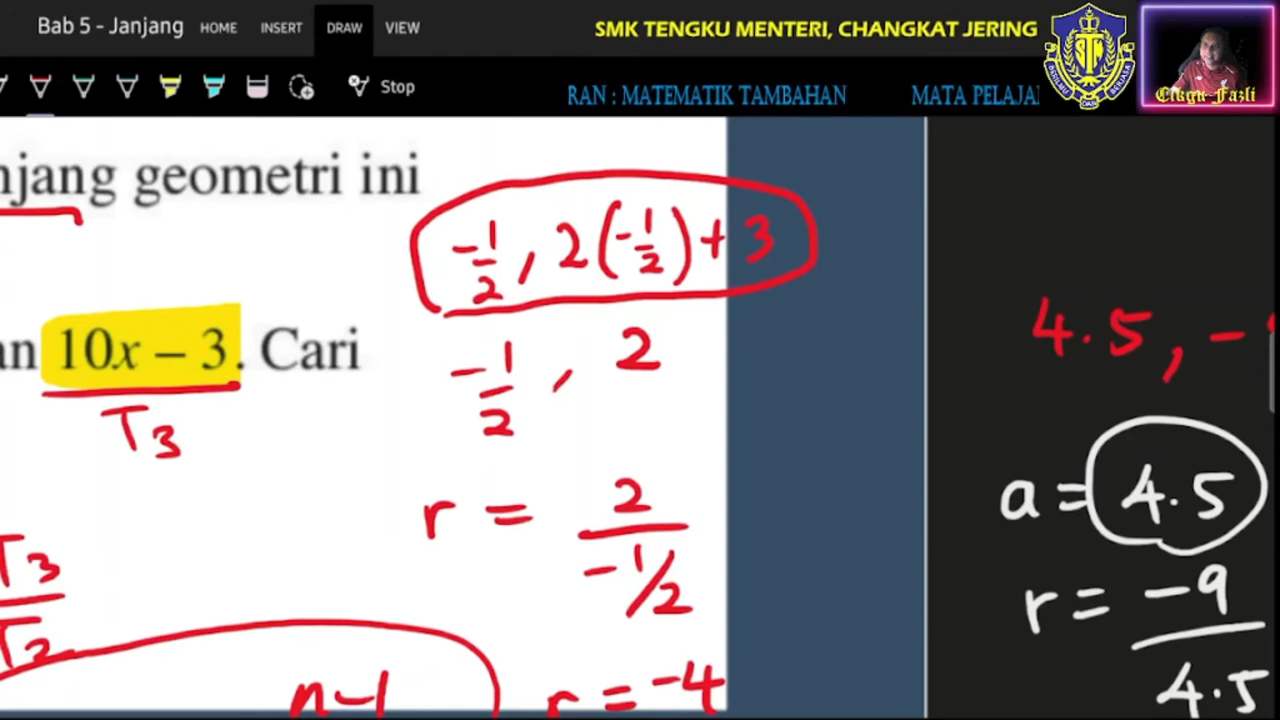 Bab 5 - Janjang HOME INSERT DRAW VIEW
SMK TENGKU MENTERI, CHANGKAT JERING
Stop
RAN : MATEMATIK TAMBAHAN MATA PELAJA
Cikgu Fazli
njang geometri ini
-1/2, 2(-1/2)+3
an 10x – 3. Cari
T3
-1/2, 2
r = 2/(-1/2)
T3/T2
n-1
r = -4
4.5, -
a = 4.5
r = -9/4.5